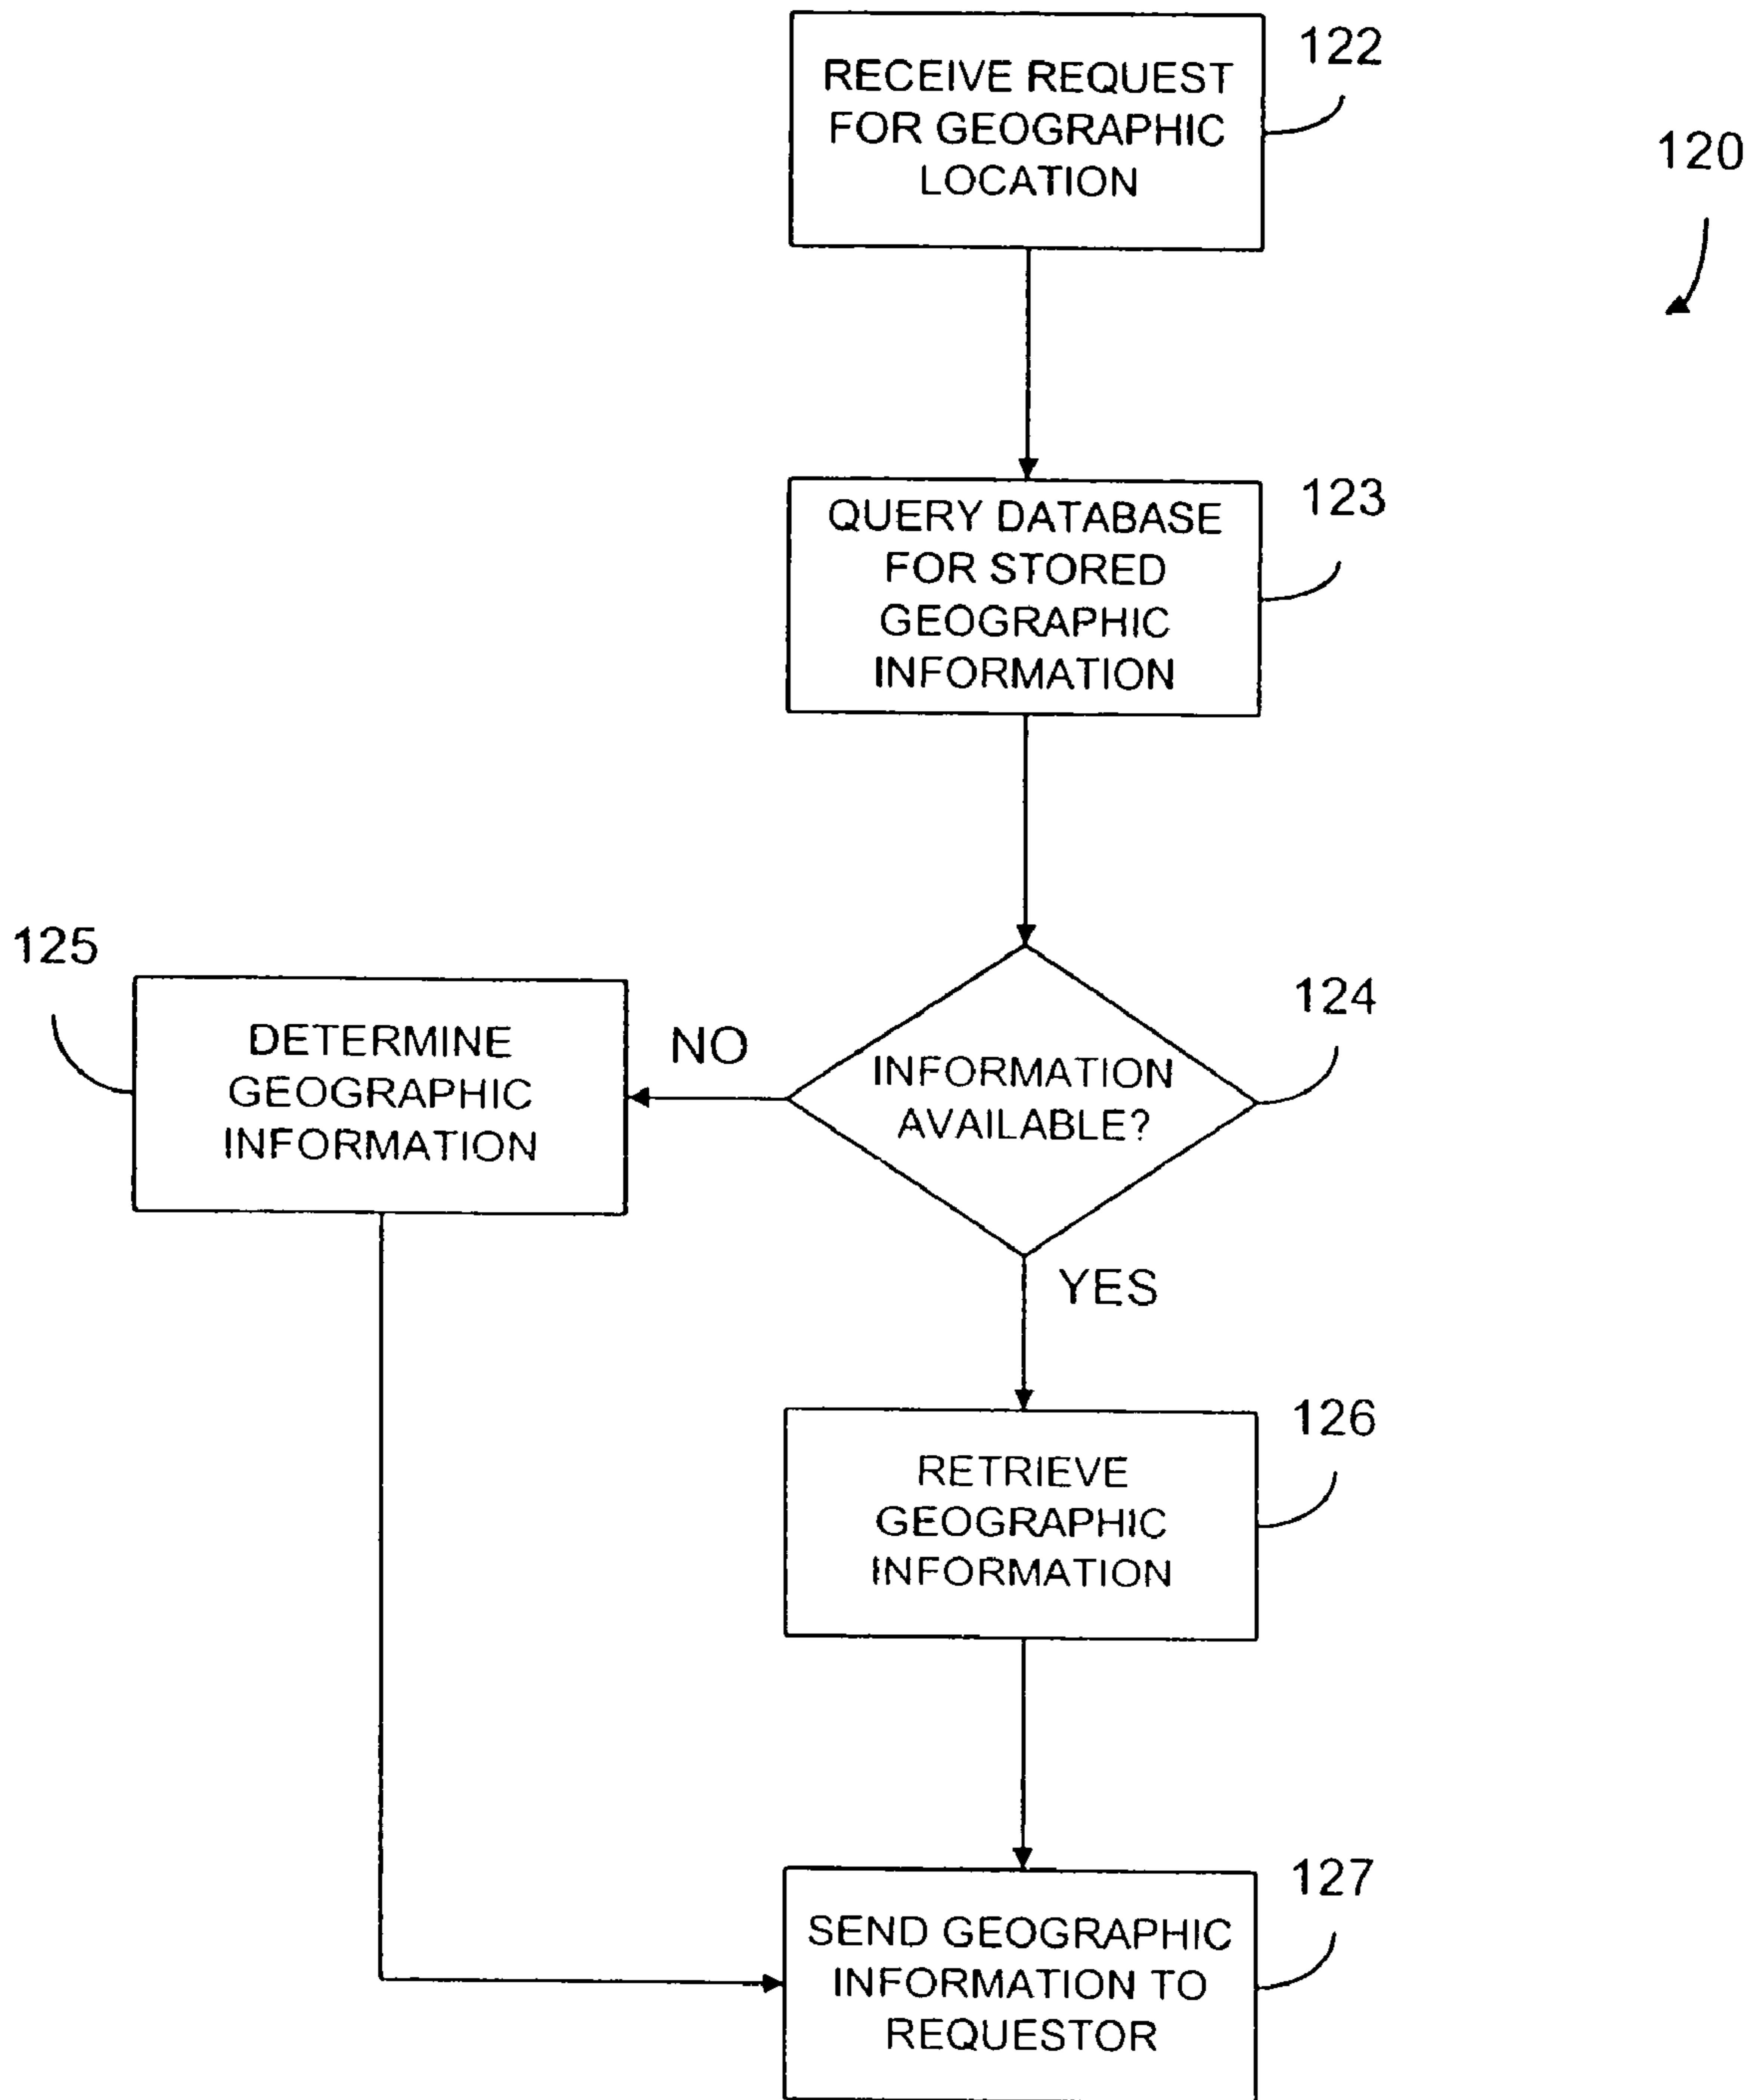 122
RECEIVE REQUEST
FOR GEOGRAPHIC
LOCATION
120
123
QUERY DATABASE
FOR STORED
GEOGRAPHIC
INFORMATION
125
124
DETERMINE
GEOGRAPHIC
INFORMATION
NO
INFORMATION
AVAILABLE?
YES
126
RETRIEVE
GEOGRAPHIC
INFORMATION
127
SEND GEOGRAPHIC
INFORMATION TO
REQUESTOR